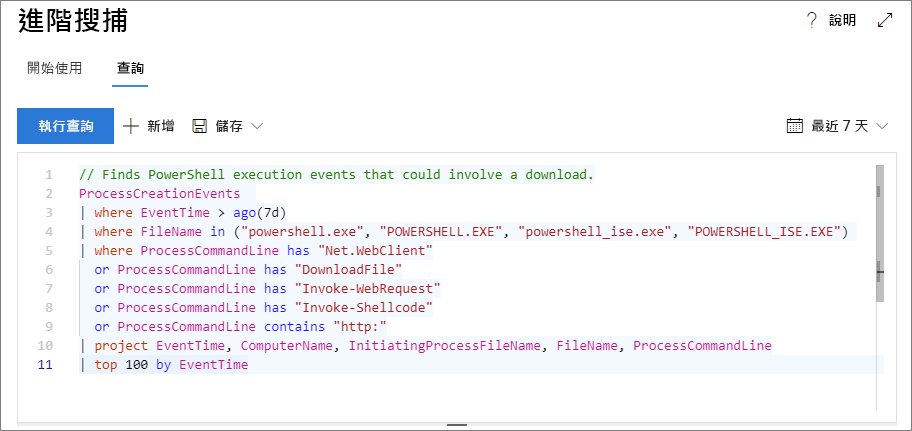 進階搜捕
? 說明
開始使用 查詢
執行查詢 新增 儲存 最近 7 天
1 // Finds PowerShell execution events that could involve a download.
2 ProcessCreationEvents
3 | where EventTime > ago(7d)
4 | where FileName in ("powershell.exe", "POWERSHELL.EXE", "powershell_ise.exe", "POWERSHELL_ISE.EXE")
5 | where ProcessCommandLine has "Net.WebClient"
6 or ProcessCommandLine has "DownloadFile"
7 or ProcessCommandLine has "Invoke-WebRequest"
8 or ProcessCommandLine has "Invoke-Shellcode"
9 or ProcessCommandLine contains "http:"
10 | project EventTime, ComputerName, InitiatingProcessFileName, FileName, ProcessCommandLine
11 | top 100 by EventTime